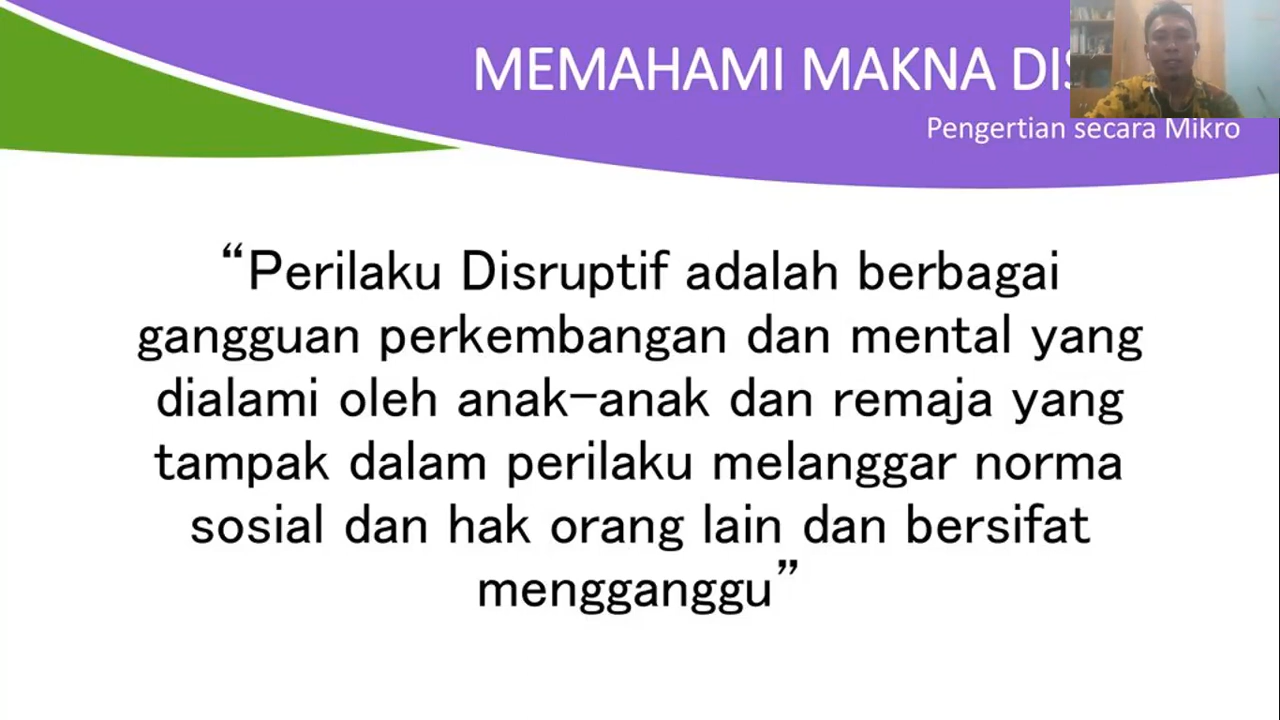 MEMAHAMI MAKNA
Pengertian secara Mikro
“Perilaku Disruptif adalah berbagai
gangguan perkembangan dan mental yang
dialami oleh anak-anak dan remaja yang
tampak dalam perilaku melanggar norma
sosial dan hak orang lain dan bersifat
mengganggu”